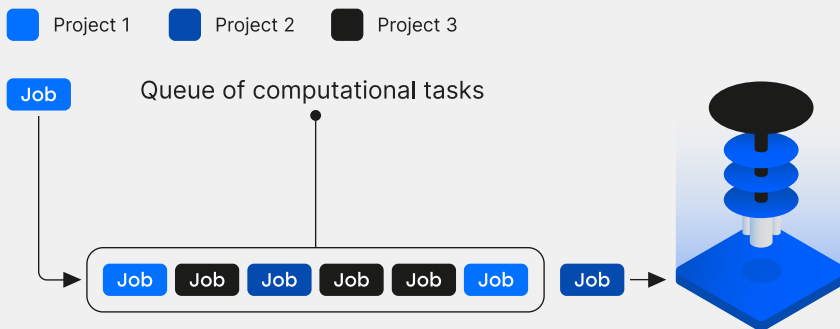 Project 1 Project 2 Project 3
Job
Queue of computational tasks
Job Job Job Job Job Job Job